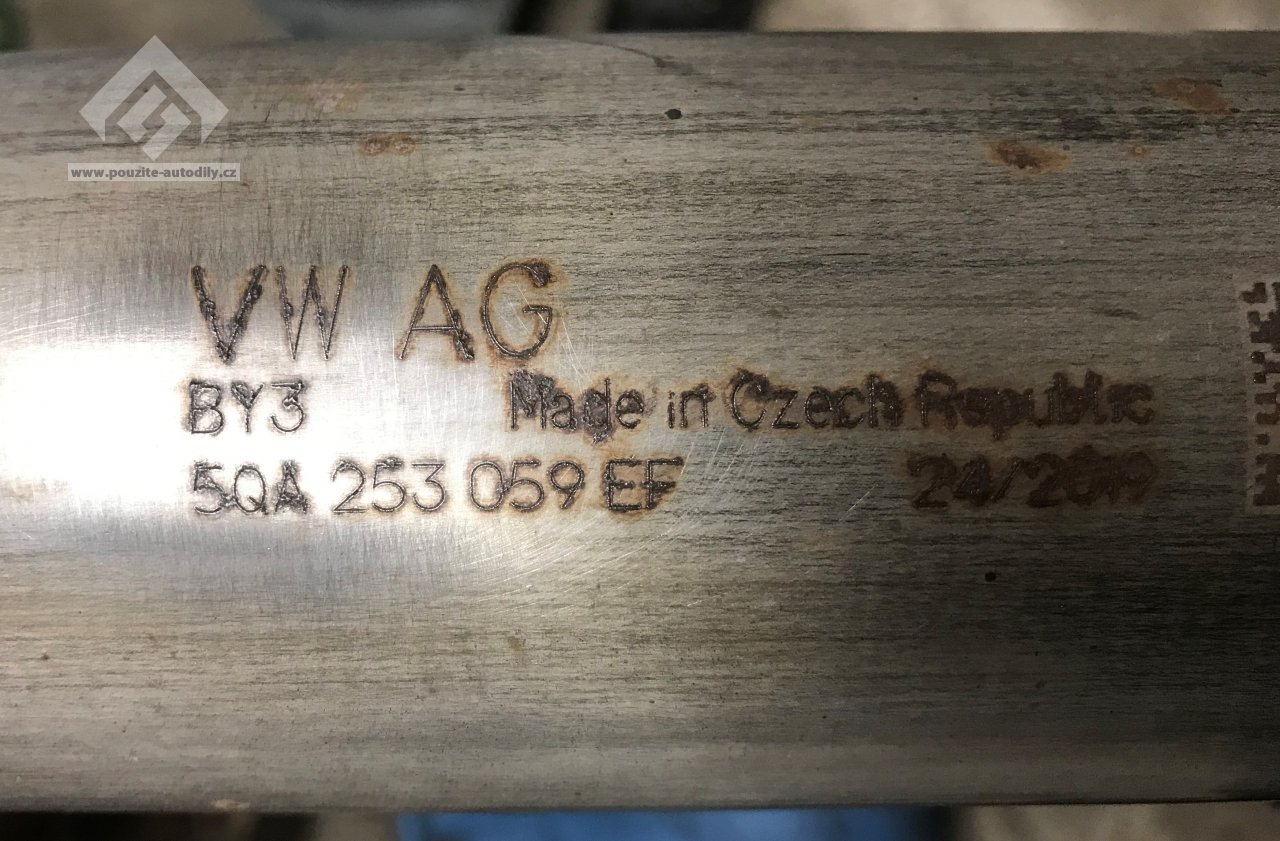 www.pouzite-autodily.cz
VW AG
BY3 Made in Czech Republic
5QA 253 059 EF 24/2019